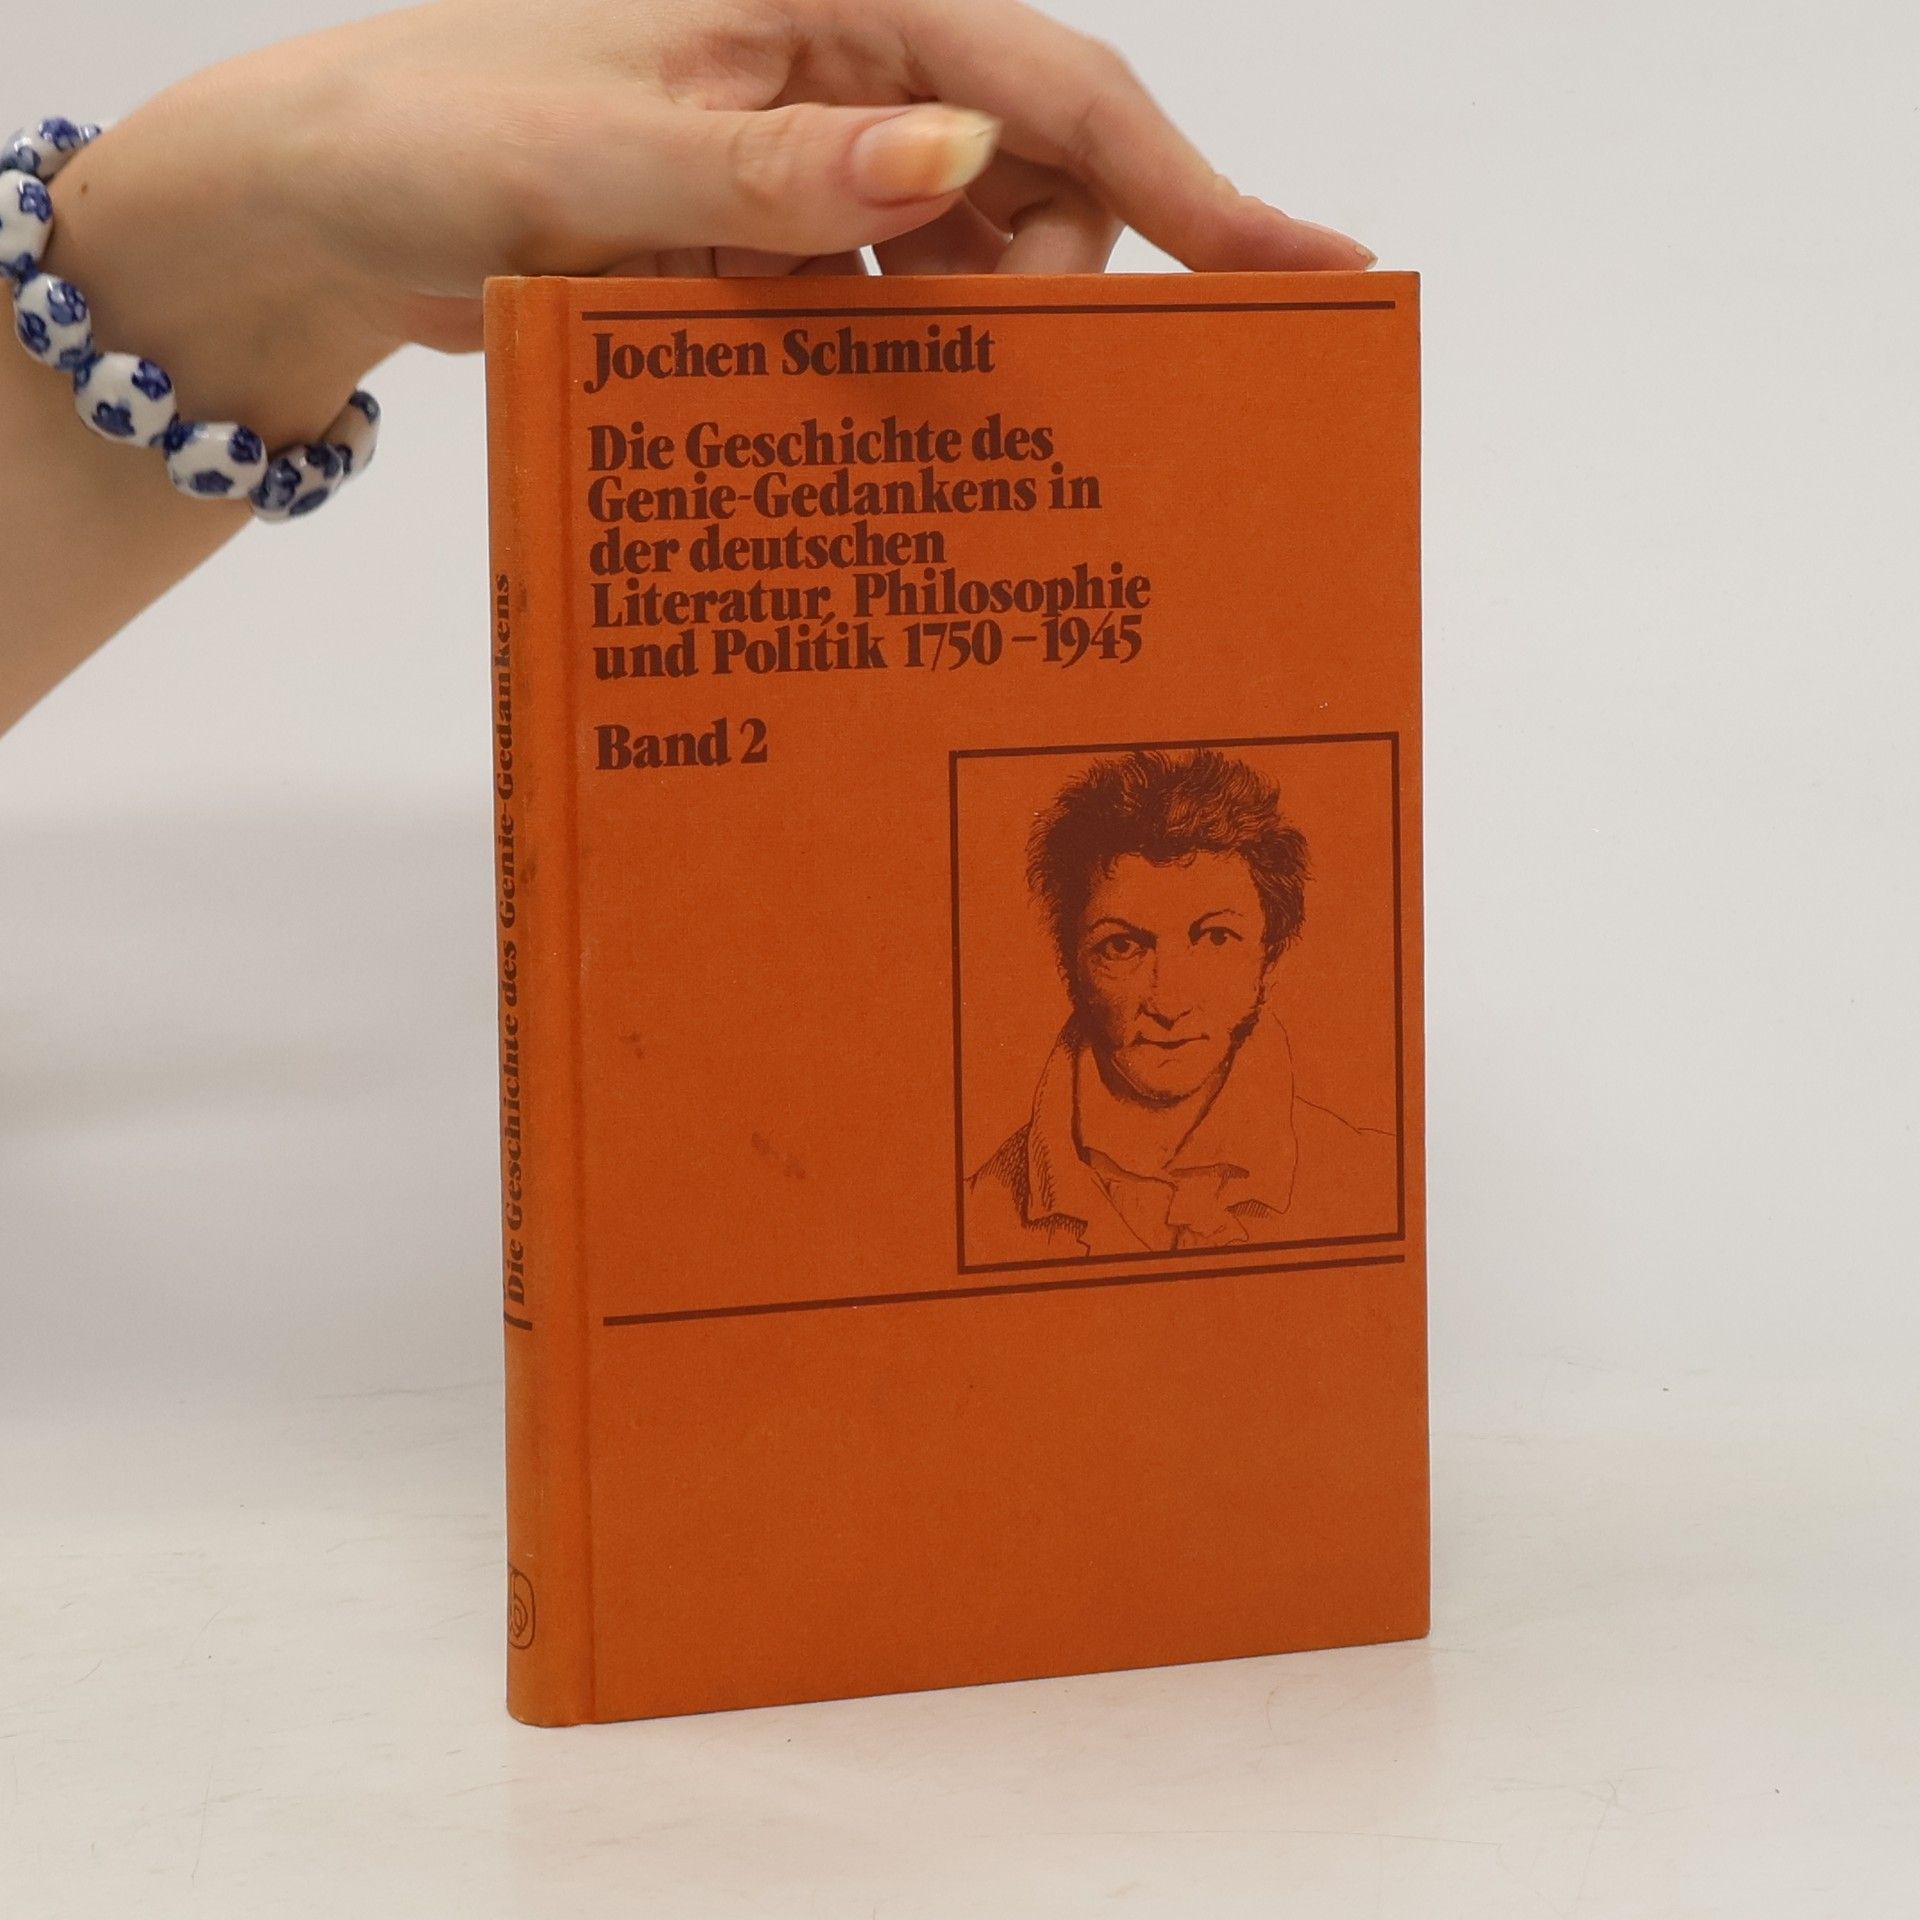 Jochen Schmidt
Die Geschichte des
Genie-Gedankens in
der deutschen
Literatur, Philosophie
und Politik 1750–1945
Band 2
Die Geschichte des Genie-Gedankens